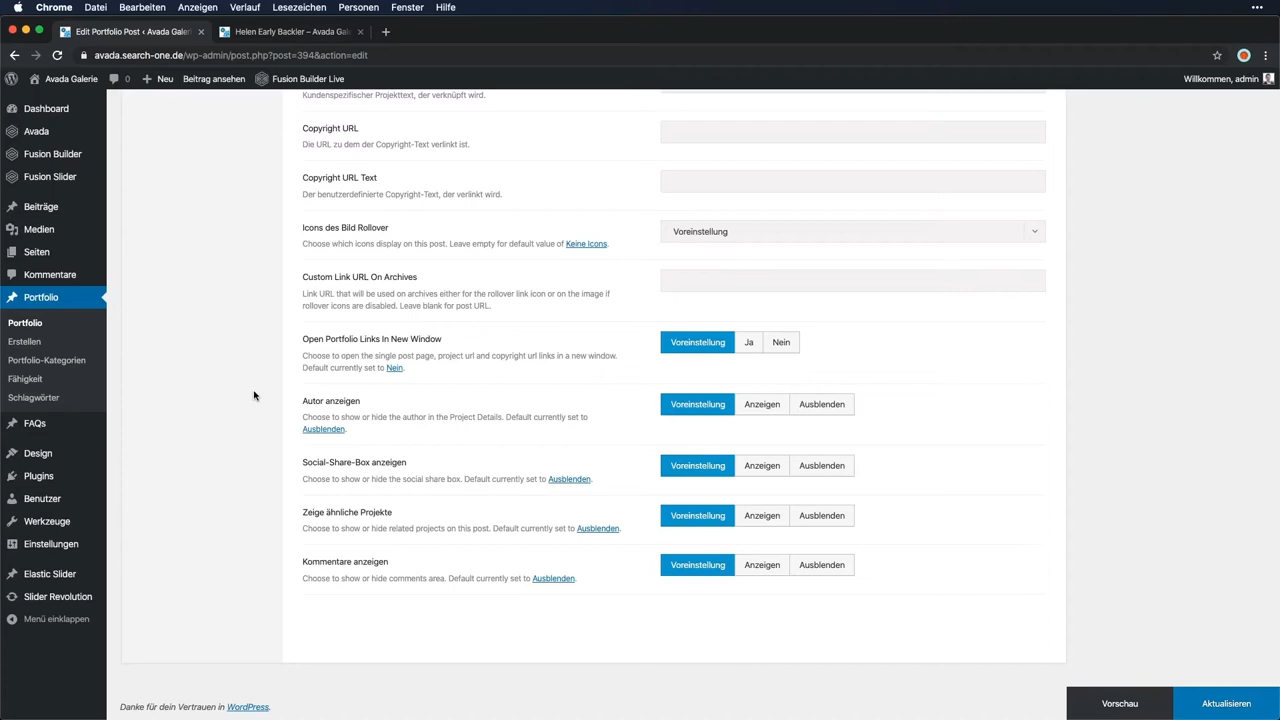 Chrome Datei Bearbeiten Anzeigen Verlauf Lesezeichen Personen Fenster Hilfe
Edit Portfolio Post ‹ Avada Galer
Helen Early Backler – Avada Gale
avada.search-one.de/wp-admin/post.php?post=394&action=edit
Avada Galerie 0 Neu Beitrag ansehen Fusion Builder Live Willkommen, admin
Dashboard
Avada
Fusion Builder
Fusion Slider
Beiträge
Medien
Seiten
Kommentare
Portfolio
Portfolio
Erstellen
Portfolio-Kategorien
Fähigkeit
Schlagwörter
FAQs
Design
Plugins
Benutzer
Werkzeuge
Einstellungen
Elastic Slider
Slider Revolution
Menü einklappen
Kundenspezifischer Projekttext, der verknüpft wird.
Copyright URL
Die URL zu dem der Copyright-Text verlinkt ist.
Copyright URL Text
Der benutzerdefinierte Copyright-Text, der verlinkt wird.
Icons des Bild Rollover
Choose which icons display on this post. Leave empty for default value of Keine Icons.
Voreinstellung
Custom Link URL On Archives
Link URL that will be used on archives either for the rollover link icon or on the image if
rollover icons are disabled. Leave blank for post URL.
Open Portfolio Links In New Window
Choose to open the single post page, project url and copyright url links in a new window.
Default currently set to Nein.
Voreinstellung Ja Nein
Autor anzeigen
Choose to show or hide the author in the Project Details. Default currently set to
Ausblenden.
Voreinstellung Anzeigen Ausblenden
Social-Share-Box anzeigen
Choose to show or hide the social share box. Default currently set to Ausblenden.
Voreinstellung Anzeigen Ausblenden
Zeige ähnliche Projekte
Choose to show or hide related projects on this post. Default currently set to Ausblenden.
Voreinstellung Anzeigen Ausblenden
Kommentare anzeigen
Choose to show or hide comments area. Default currently set to Ausblenden.
Voreinstellung Anzeigen Ausblenden
Danke für dein Vertrauen in WordPress.
Vorschau Aktualisieren